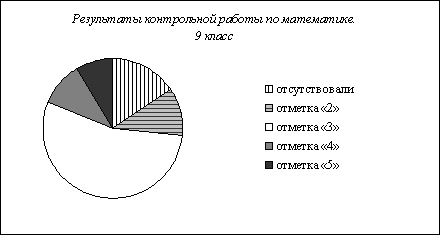 Результаты контрольной работы по математике.
9 класс
отсутствовали
отметка «2»
отметка «3»
отметка «4»
отметка «5»